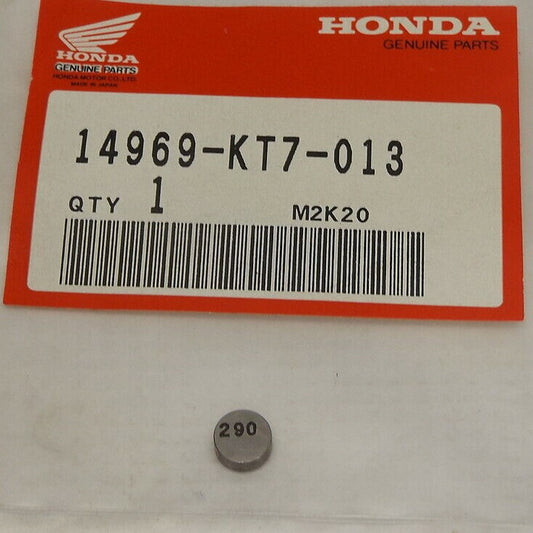 HONDA
GENUINE PARTS
HONDA MOTOR CO.,LTD.
MADE IN JAPAN
HONDA
GENUINE PARTS
14969-KT7-013
QTY 1 M2K20
290